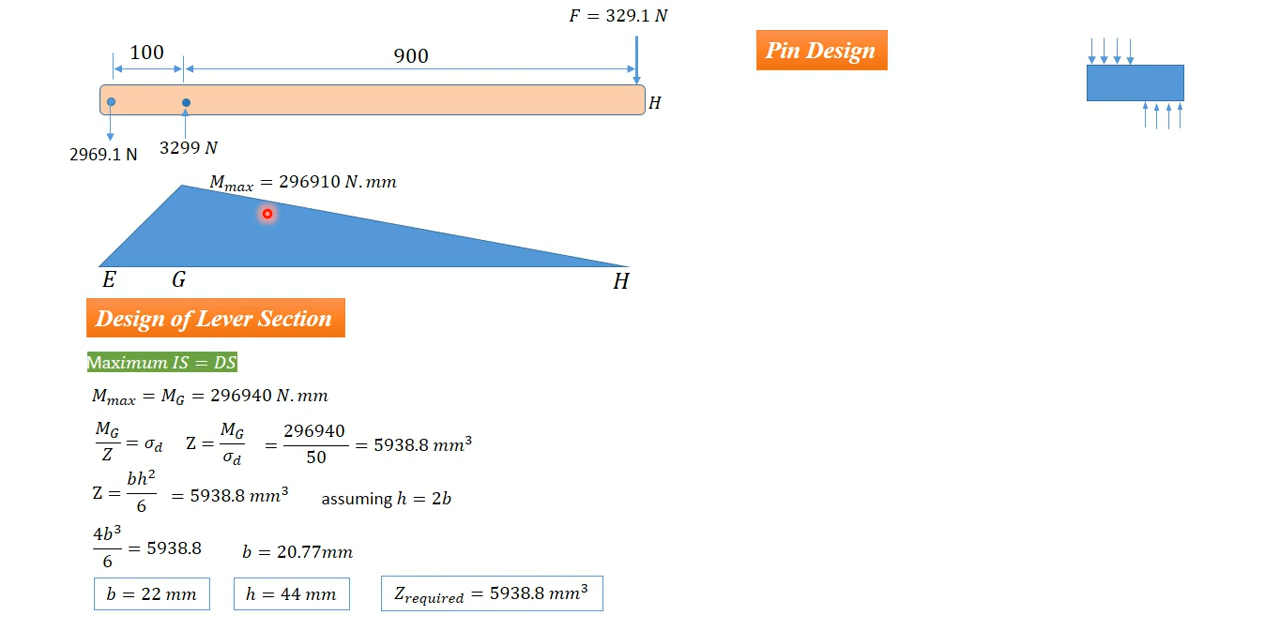 F = 329.1 N
Pin Design
100
900
H
2969.1 N
3299 N
M_max = 296910 N.mm
E
G
H
Design of Lever Section
Maximum IS = DS
M_max = M_G = 296940 N.mm
M_G/Z = σ_d Z = M_G/σ_d = 296940/50 = 5938.8 mm³
Z = bh²/6 = 5938.8 mm³ assuming h = 2b
4b³/6 = 5938.8 b = 20.77mm
b = 22 mm
h = 44 mm
Z_required = 5938.8 mm³